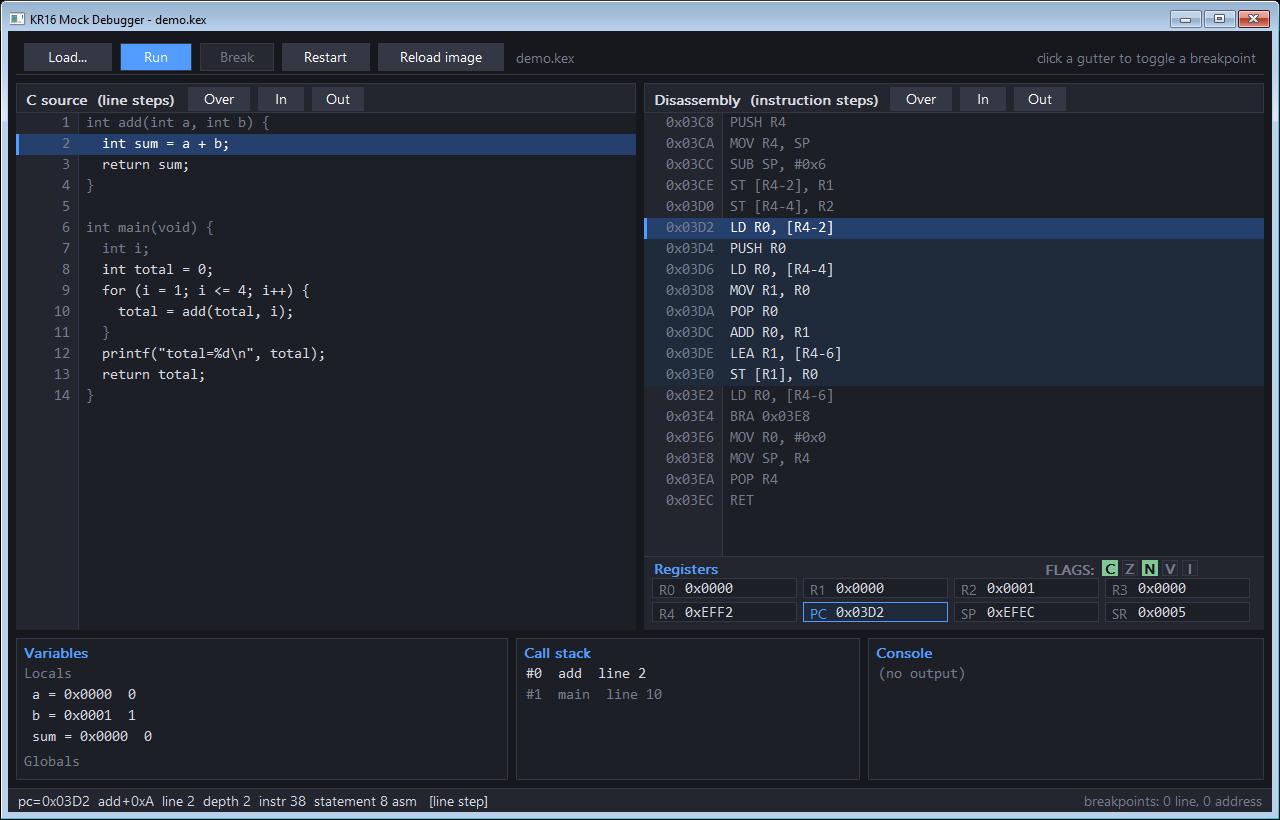 KR16 Mock Debugger - demo.kex
Load... Run Break Restart Reload image demo.kex click a gutter to toggle a breakpoint
C source (line steps) Over In Out
1 int add(int a, int b) {
2 int sum = a + b;
3 return sum;
4 }
5
6 int main(void) {
7 int i;
8 int total = 0;
9 for (i = 1; i <= 4; i++) {
10 total = add(total, i);
11 }
12 printf("total=%d\n", total);
13 return total;
14 }
Disassembly (instruction steps) Over In Out
0x03C8 PUSH R4
0x03CA MOV R4, SP
0x03CC SUB SP, #0x6
0x03CE ST [R4-2], R1
0x03D0 ST [R4-4], R2
0x03D2 LD R0, [R4-2]
0x03D4 PUSH R0
0x03D6 LD R0, [R4-4]
0x03D8 MOV R1, R0
0x03DA POP R0
0x03DC ADD R0, R1
0x03DE LEA R1, [R4-6]
0x03E0 ST [R1], R0
0x03E2 LD R0, [R4-6]
0x03E4 BRA 0x03E8
0x03E6 MOV R0, #0x0
0x03E8 MOV SP, R4
0x03EA POP R4
0x03EC RET
Registers FLAGS: C Z N V I
R0 0x0000 R1 0x0000 R2 0x0001 R3 0x0000
R4 0xEFF2 PC 0x03D2 SP 0xEFEC SR 0x0005
Variables
Locals
a = 0x0000 0
b = 0x0001 1
sum = 0x0000 0
Globals
Call stack
#0 add line 2
#1 main line 10
Console
(no output)
pc=0x03D2 add+0xA line 2 depth 2 instr 38 statement 8 asm [line step] breakpoints: 0 line, 0 address